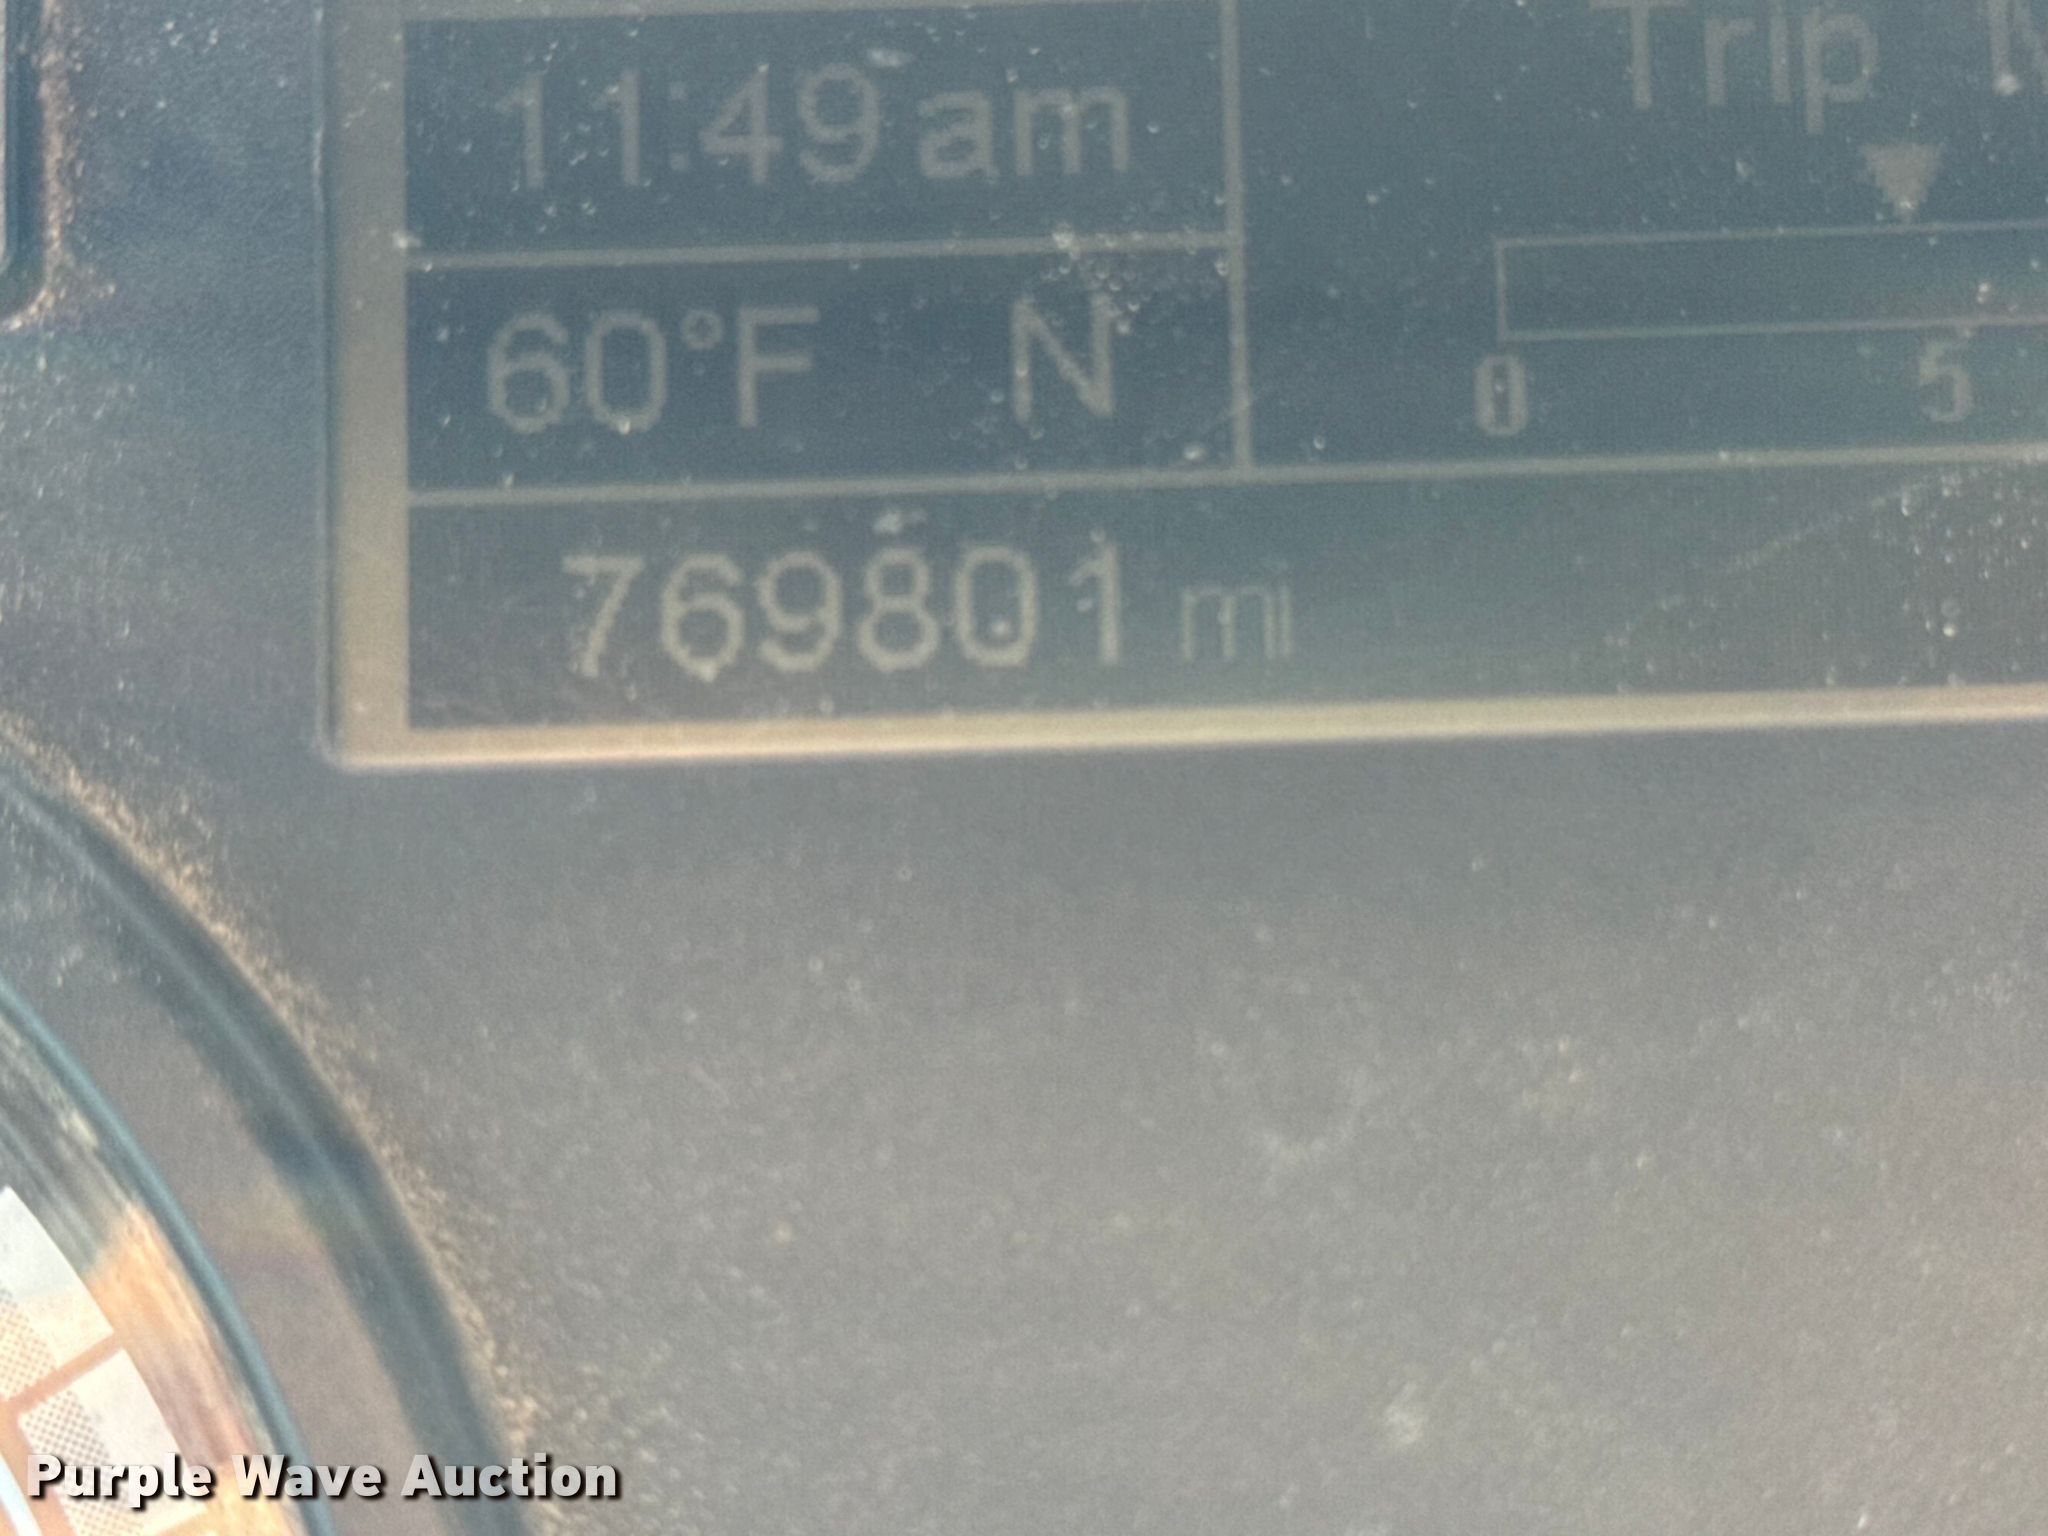 11:49 am
Trip
60°F N
0 5
769801 mi
Purple Wave Auction